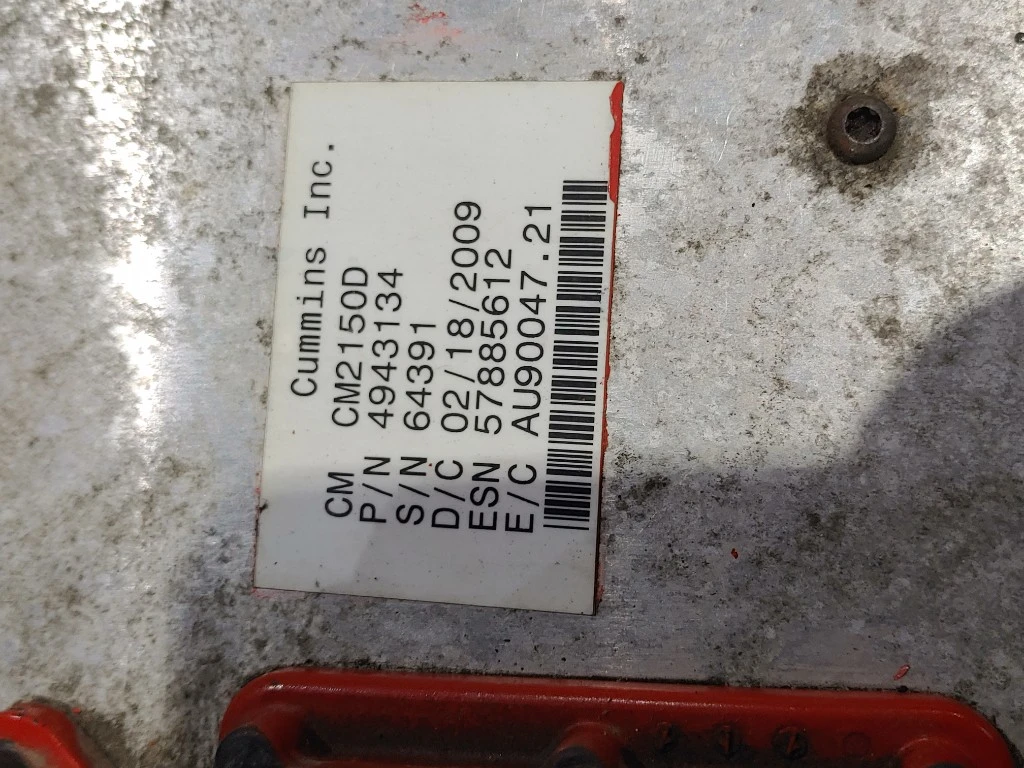 Cummins Inc.
CM CM2150D
P/N 4943134
S/N 64391
D/C 02/18/2009
ESN 57885612
E/C AU90047.21